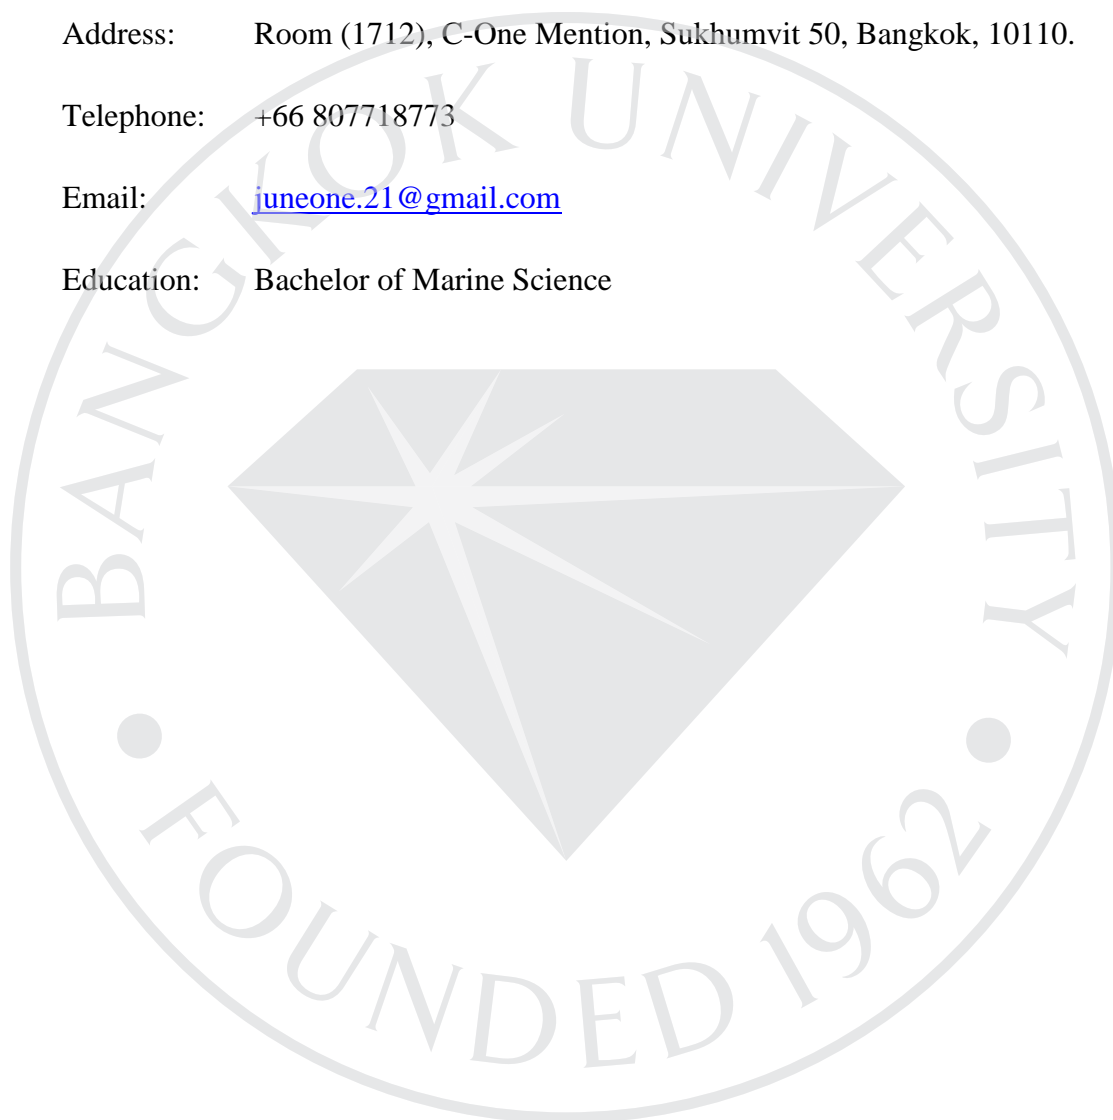 Address: Room (1712), C-One Mention, Sukhumvit 50, Bangkok, 10110.
Telephone: +66 807718773
Email: juneone.21@gmail.com
Education: Bachelor of Marine Science
BANGKOK UNIVERSITY
• FOUNDED 1962 •